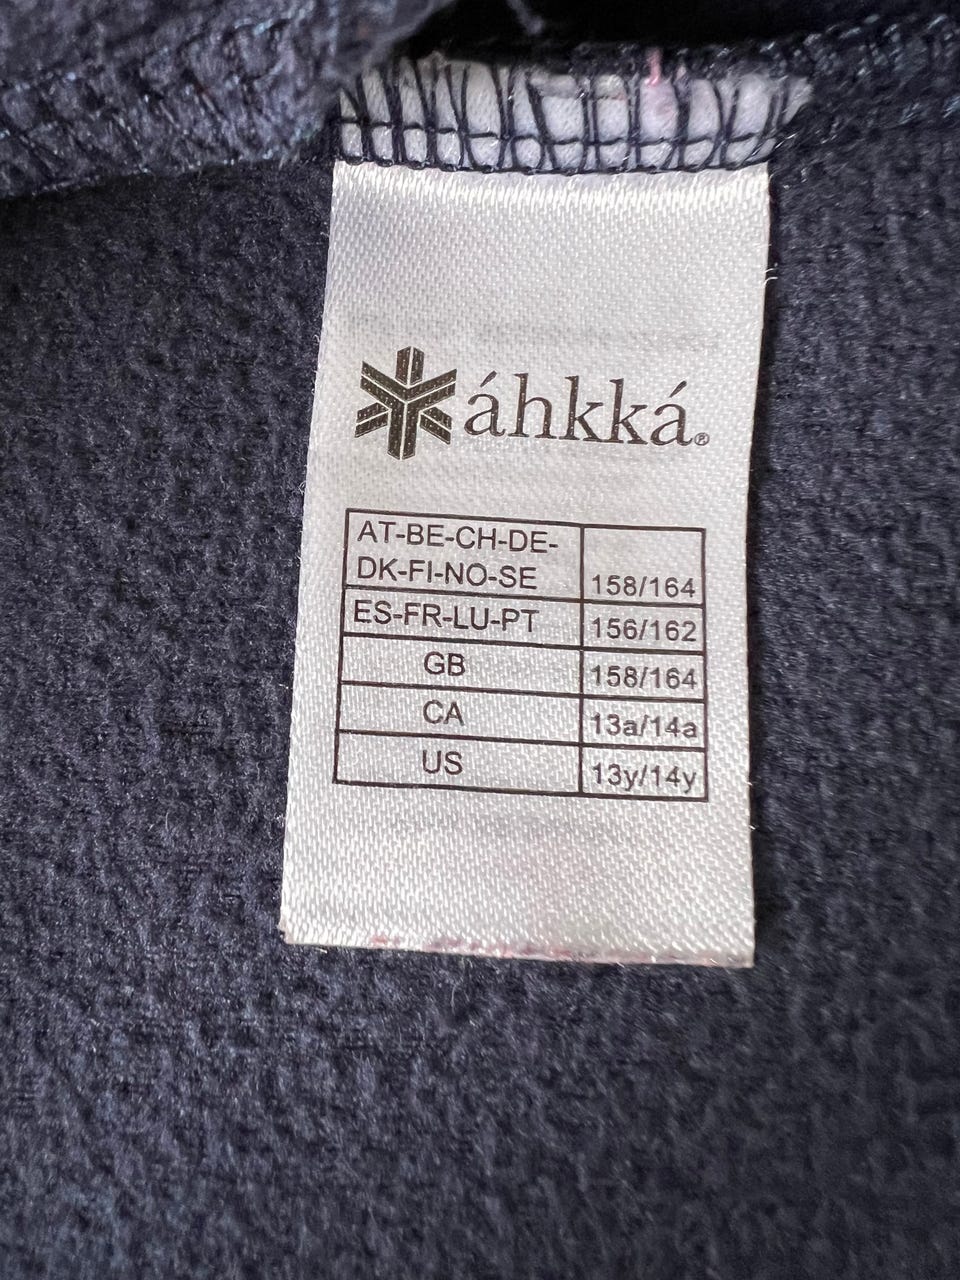 áhkká®
AT-BE-CH-DE-
DK-FI-NO-SE 158/164
ES-FR-LU-PT 156/162
GB 158/164
CA 13a/14a
US 13y/14y